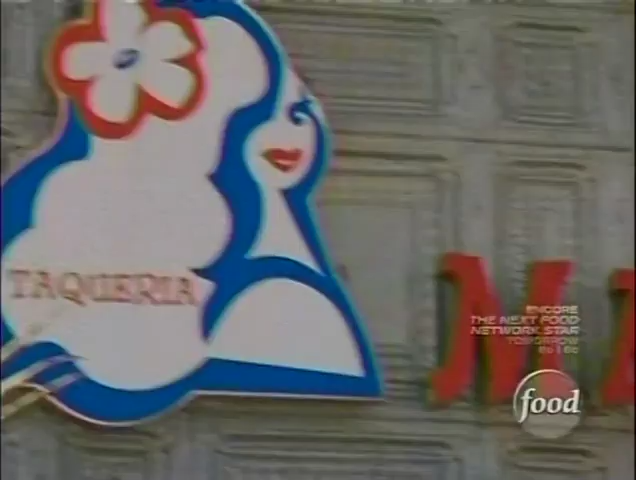 TAQUERIA
M
ENCORE
THE NEXT FOOD
NETWORK STAR
TOMORROW
food